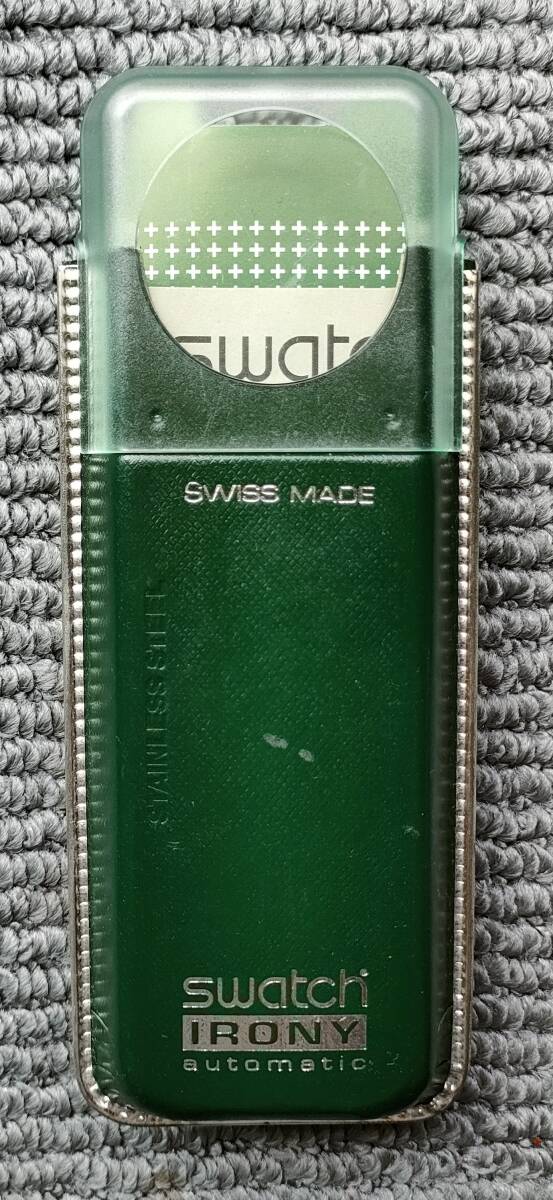 swatc
SWISS MADE
STAINLESS STEEL
swatch
IRONY
automatic